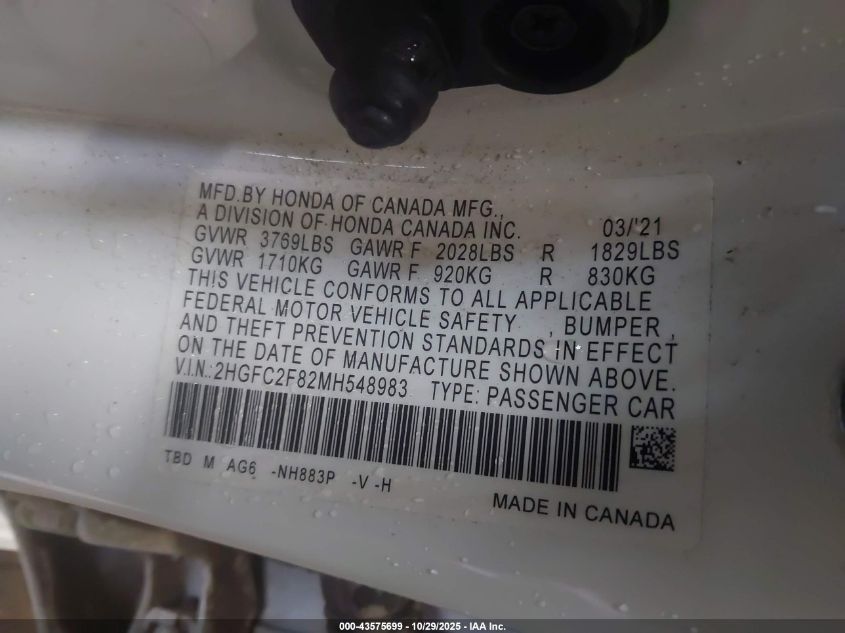 MFD.BY HONDA OF CANADA MFG.,
A DIVISION OF HONDA CANADA INC. 03/'21
GVWR 3769LBS GAWR F 2028LBS R 1829LBS
GVWR 1710KG GAWR F 920KG R 830KG
THIS VEHICLE CONFORMS TO ALL APPLICABLE
FEDERAL MOTOR VEHICLE SAFETY , BUMPER ,
AND THEFT PREVENTION STANDARDS IN EFFECT
ON THE DATE OF MANUFACTURE SHOWN ABOVE.
V.I.N.:2HGFC2F82MH548983 TYPE: PASSENGER CAR
TBD M AG6 -NH883P -V -H
MADE IN CANADA
000-43575699 - 10/29/2025 - IAA Inc.